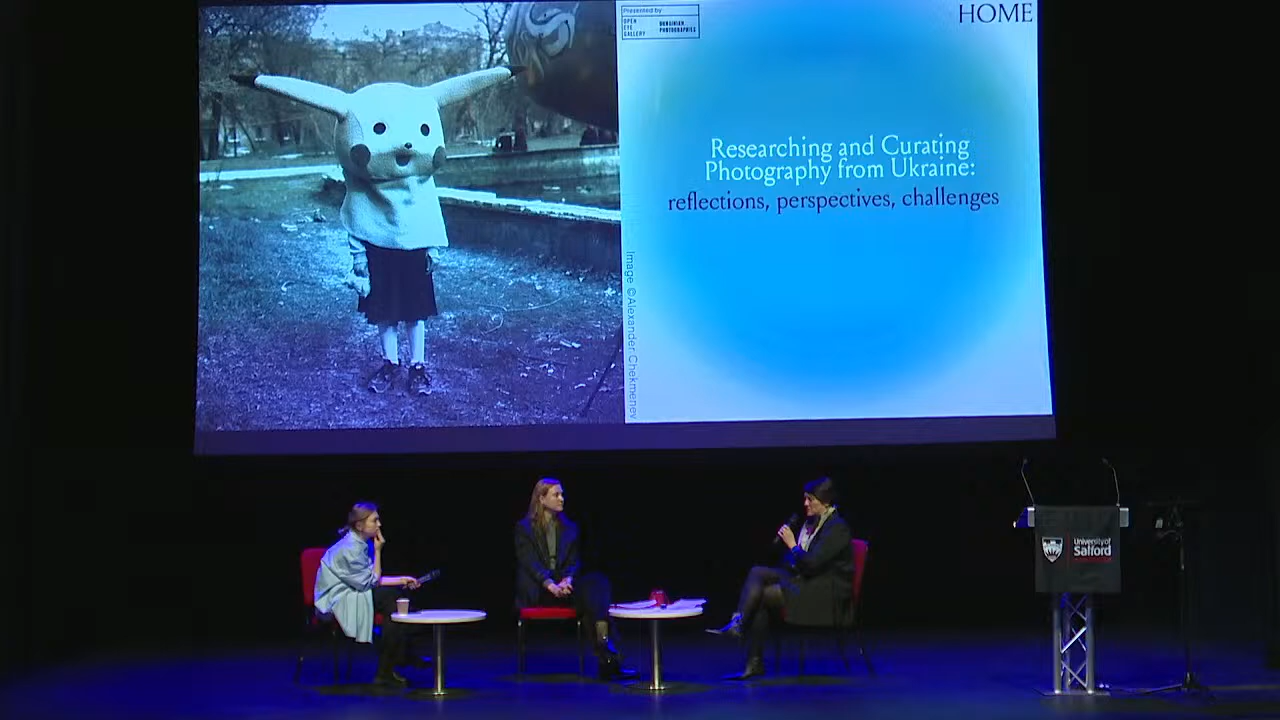 Presented by
OPEN
EYE
GALLERY
UKRAINIAN
PHOTOGRAPHIES
HOME
Researching and Curating
Photography from Ukraine:
reflections, perspectives, challenges
Image ©Alexander Chekmenev
University of
Salford